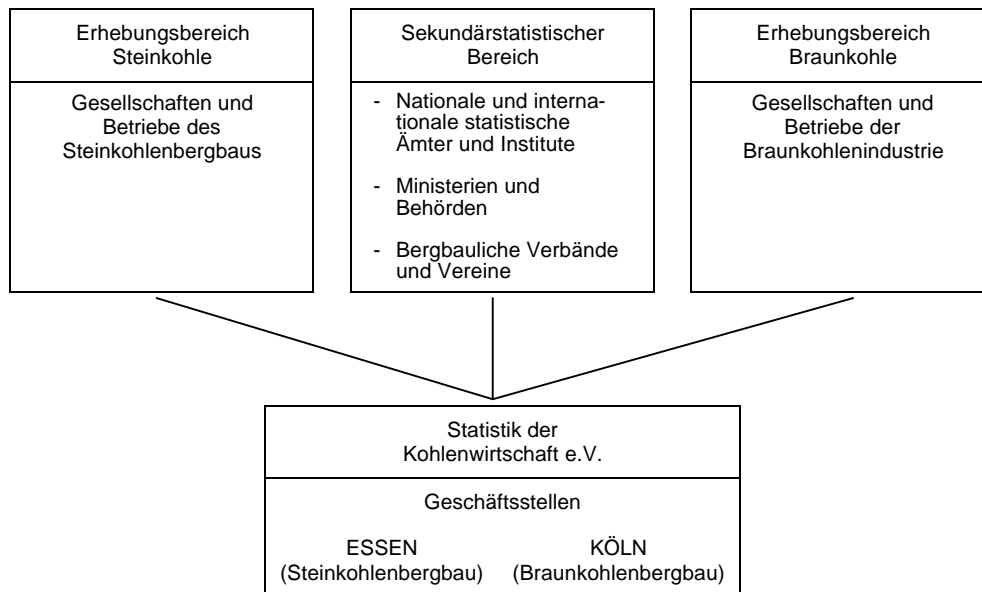 Erhebungsbereich
Steinkohle
Gesellschaften und
Betriebe des
Steinkohlenbergbaus
Sekundärstatistischer
Bereich
- Nationale und interna-
tionale statistische
Ämter und Institute
- Ministerien und
Behörden
- Bergbauliche Verbände
und Vereine
Erhebungsbereich
Braunkohle
Gesellschaften und
Betriebe der
Braunkohlenindustrie
Statistik der
Kohlenwirtschaft e.V.
Geschäftsstellen
ESSEN
(Steinkohlenbergbau)
KÖLN
(Braunkohlenbergbau)